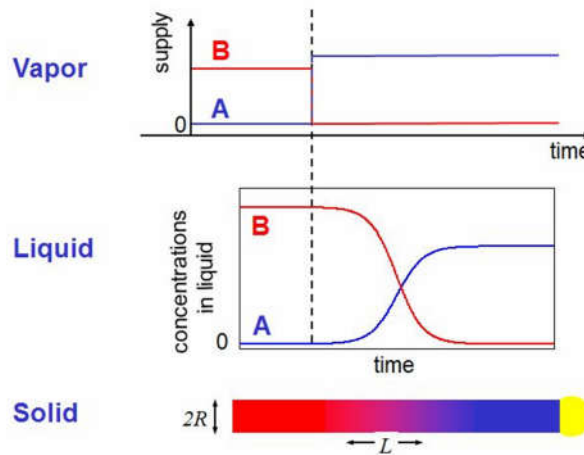 Vapor
supply
B
A
0
time
Liquid
concentrations
in liquid
B
A
0
time
Solid
2R
L